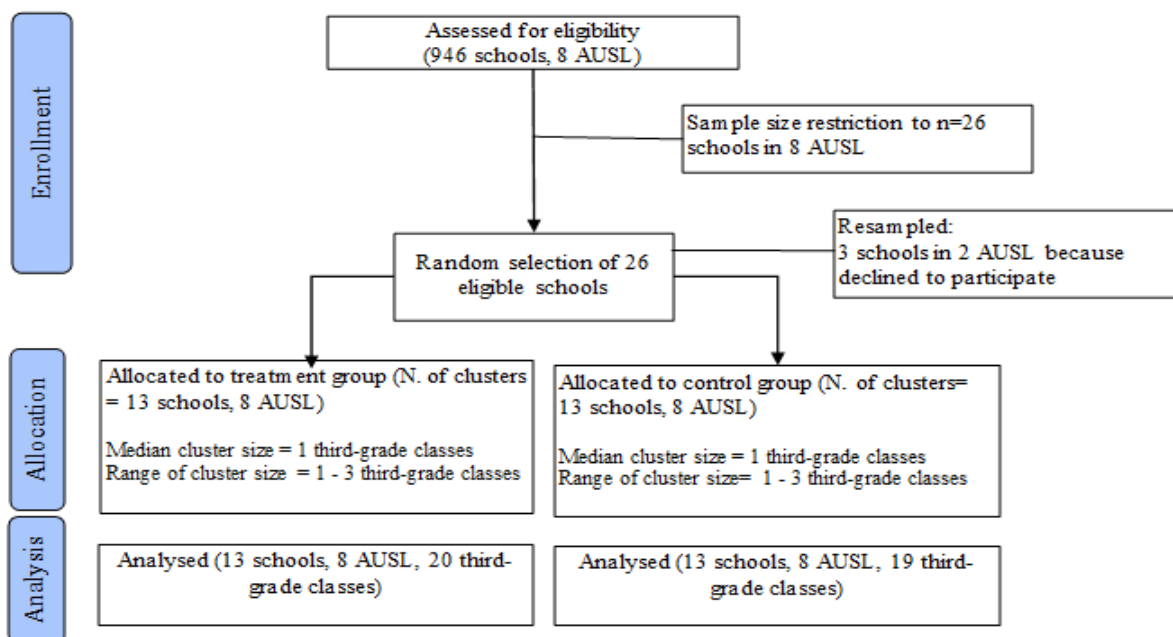 Enrollment
Assessed for eligibility
(946 schools, 8 AUSL)
Sample size restriction to n=26
schools in 8 AUSL
Resampled:
3 schools in 2 AUSL because
declined to participate
Random selection of 26
eligible schools
Allocation
Allocated to treatment group (N. of clusters
= 13 schools, 8 AUSL)
Median cluster size = 1 third-grade classes
Range of cluster size = 1 - 3 third-grade classes
Allocated to control group (N. of clusters=
13 schools, 8 AUSL)
Median cluster size = 1 third-grade classes
Range of cluster size= 1 - 3 third-grade classes
Analysis
Analysed (13 schools, 8 AUSL, 20 third-
grade classes)
Analysed (13 schools, 8 AUSL, 19 third-
grade classes)